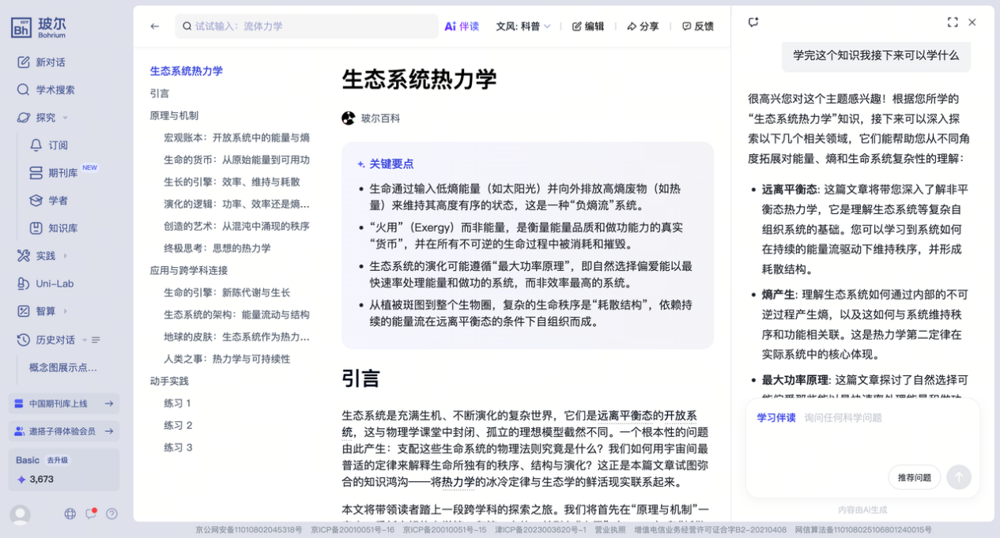 玻尔
Bohrium
新对话
学术搜索
探究
订阅
期刊库 NEW
学者
知识库
实践
Uni-Lab
智算
历史对话
概念图展示点...
中国期刊库上线
邀搭子得体验会员
Basic 去升级
3,673
试试输入: 流体力学
Ai 伴读
文风: 科普
编辑
分享
反馈
生态系统热力学
引言
原理与机制
宏观账本：开放系统中的能量与熵
生命的货币：从原始能量到可用功
生长的引擎：效率、维持与耗散
演化的逻辑：功率、效率还是熵...
创造的艺术：从混沌中涌现的秩序
终极思考：思想的热力学
应用与跨学科连接
生命的引擎：新陈代谢与生长
生态系统的架构：能量流动与结构
地球的皮肤：生态系统作为热力...
人类之事：热力学与可持续性
动手实践
练习 1
练习 2
练习 3
生态系统热力学
玻尔百科
关键要点
• 生命通过输入低熵能量（如太阳光）并向外排放高熵废物（如热
量）来维持其高度有序的状态，这是一种“负熵流”系统。
• “火用”（Exergy）而非能量，是衡量能量品质和做功能力的真实
“货币”，并在所有不可逆的生命过程中被消耗和摧毁。
• 生态系统的演化可能遵循“最大功率原理”，即自然选择偏爱能以最
快速率处理能量和做功的系统，而非效率最高的系统。
• 从植被斑图到整个生物圈，复杂的生命秩序是“耗散结构”，依赖持
续的能量流在远离平衡态的条件下自组织而成。
引言
生态系统是充满生机、不断演化的复杂世界，它们是远离平衡态的开放系
统，这与物理学课堂中封闭、孤立的理想模型截然不同。一个根本性的问题
由此产生：支配这些生命系统的物理法则究竟是什么？我们如何用宇宙间最
普适的定律来解释生命所独有的秩序、结构与演化？这正是本篇文章试图弥
合的知识鸿沟——将热力学的冰冷定律与生态学的鲜活现实联系起来。
本文将带领读者踏上一段跨学科的探索之旅。我们将首先在“原理与机制”一
学完这个知识我接下来可以学什么
很高兴您对这个主题感兴趣！根据您所学的
“生态系统热力学”知识，接下来可以深入探
索以下几个相关领域，它们能帮助您从不同角
度拓展对能量、熵和生命系统复杂性的理解：
• 远离平衡态: 这篇文章将带您深入了解非平
衡态热力学，它是理解生态系统等复杂自
组织系统的基础。您可以学习到系统如何
在持续的能量流驱动下维持秩序，并形成
耗散结构。
• 熵产生: 理解生态系统如何通过内部的不可
逆过程产生熵，以及这如何与系统维持秩
序和功能相关联。这是热力学第二定律在
实际系统中的核心体现。
• 最大功率原理: 这篇文章探讨了自然选择可
学习伴读 询问任何科学问题
推荐问题
内容由AI生成
京公网安备11010802045318号 京ICP备20010051号-16 京ICP备20010051号-15 津ICP备2023003620号-1 营业执照 增值电信业务经营许可证合字B2-20210408 网信算法备110108025106801240015号